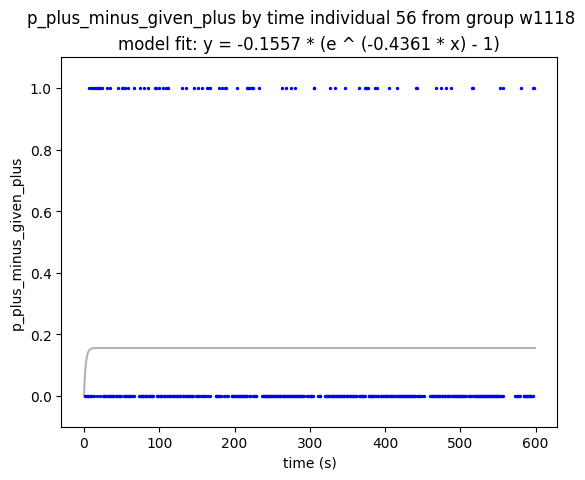 p_plus_minus_given_plus by time individual 56 from group w1118
model fit: y = -0.1557 * (e ^ (-0.4361 * x) - 1)
1.0
0.8
0.6
0.4
0.2
0.0
p_plus_minus_given_plus
0 100 200 300 400 500 600
time (s)